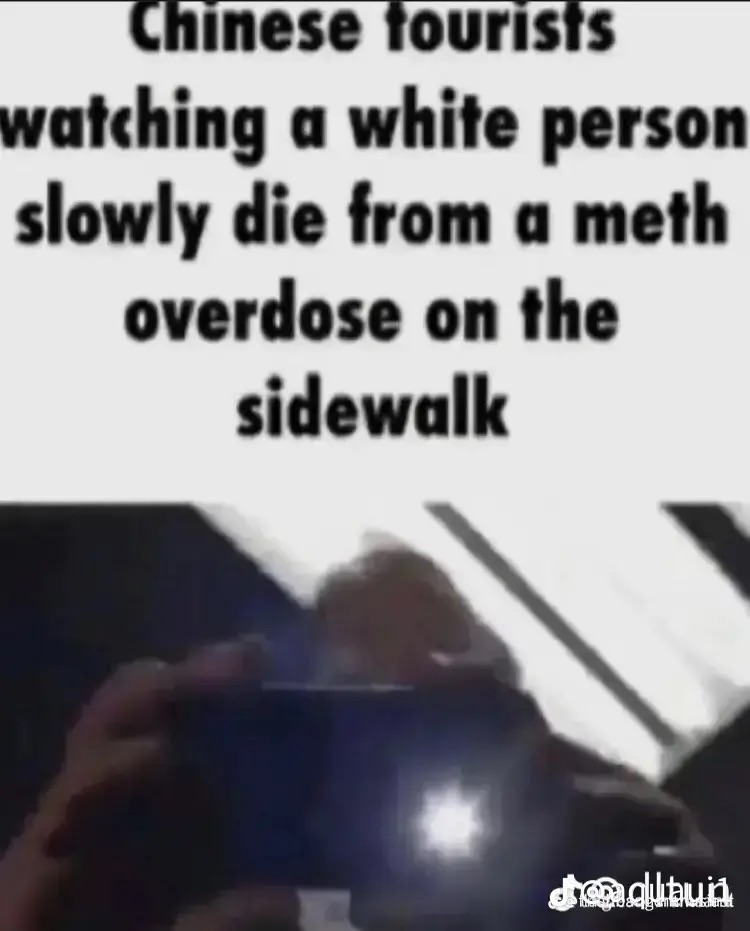 Chinese tourists
watching a white person
slowly die from a meth
overdose on the
sidewalk